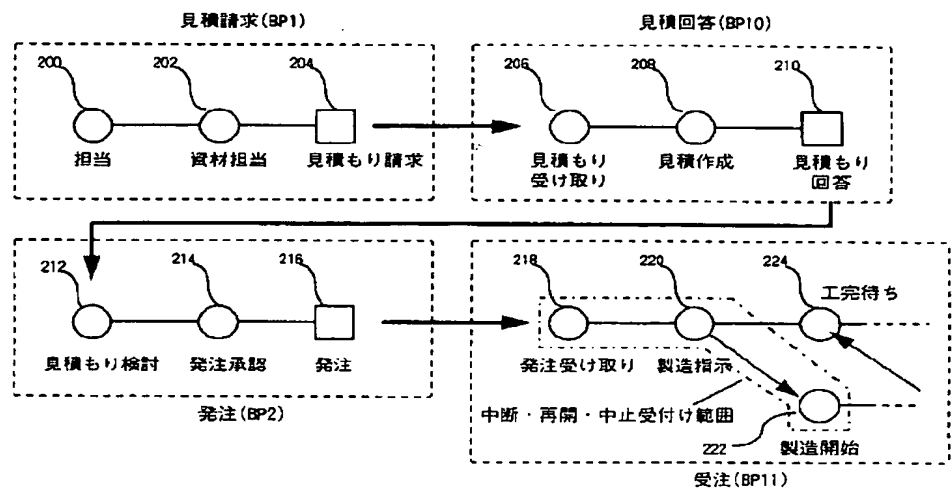 見積請求(BP1)
見積回答(BP10)
200
202
204
206
208
210
担当
資材担当
見積もり請求
見積もり
受け取り
見積作成
見積もり
回答
212
214
216
218
220
224
工完待ち
見積もり検討
発注承認
発注
発注受け取り
製造指示
中断・再開・中止受付け範囲
222
製造開始
発注(BP2)
受注(BP11)